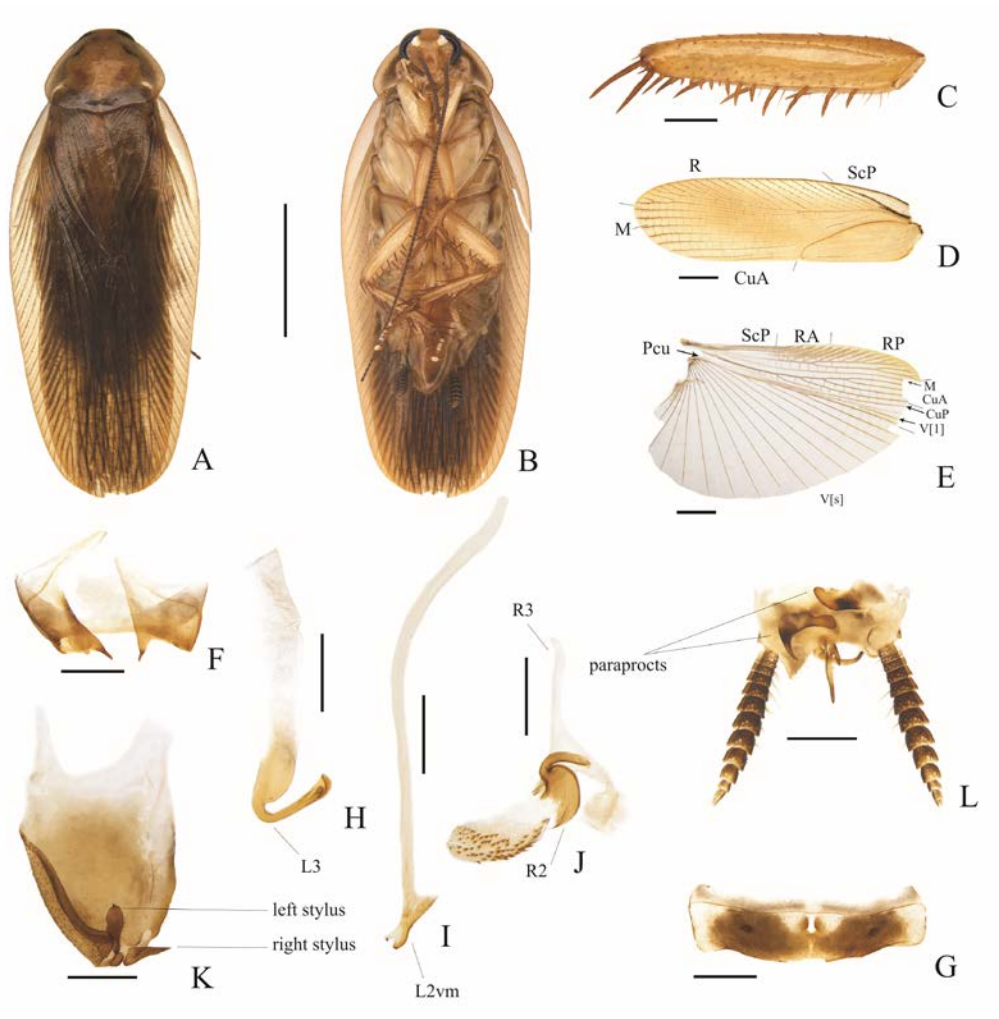 A
B
C
R
ScP
M
CuA
D
ScP
RA
RP
Pcu
M
CuA
CuP
V[1]
V[s]
E
F
L3
H
L2vm
I
R3
R2
J
paraprocts
L
left stylus
right stylus
K
G